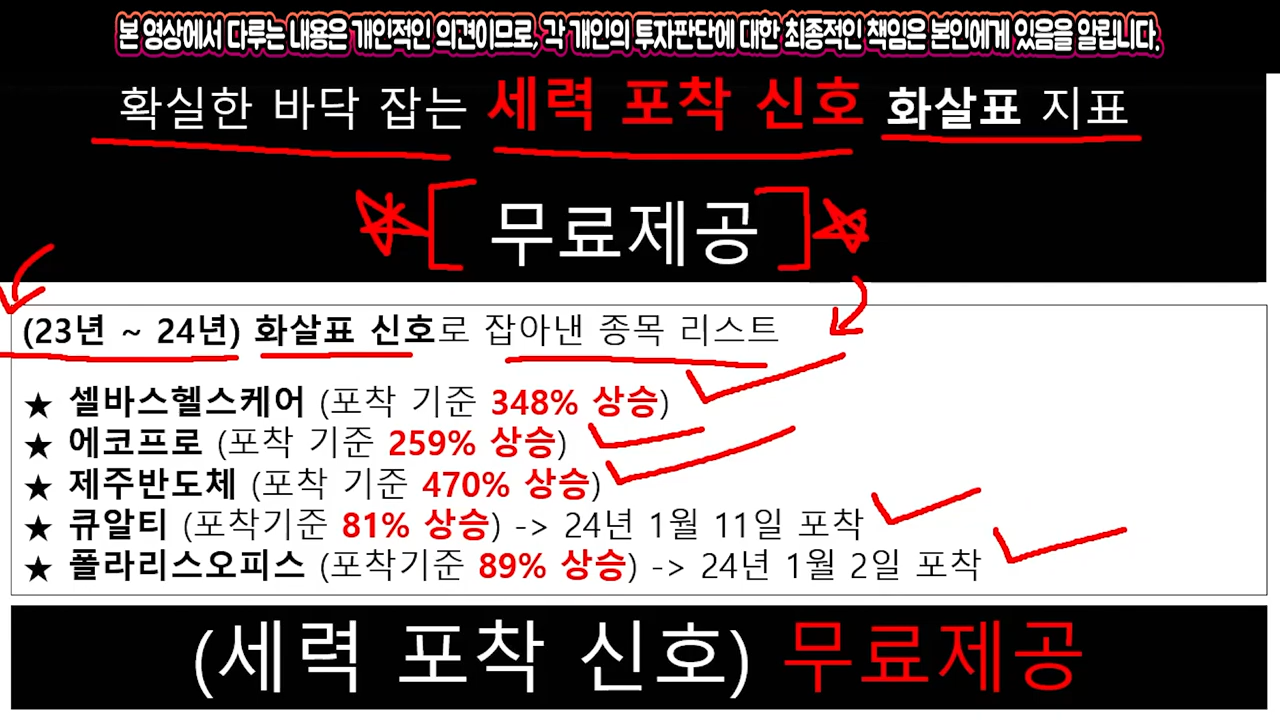 본 영상에서 다루는 내용은 개인적인 의견이므로, 각 개인의 투자판단에 대한 최종적인 책임은 본인에게 있음을 알립니다.
확실한 바닥 잡는 세력 포착 신호 화살표 지표
무료제공
(23년 ~ 24년) 화살표 신호로 잡아낸 종목 리스트
★ 셀바스헬스케어 (포착 기준 348% 상승)
★ 에코프로 (포착 기준 259% 상승)
★ 제주반도체 (포착 기준 470% 상승)
★ 큐알티 (포착기준 81% 상승) -> 24년 1월 11일 포착
★ 폴라리스오피스 (포착기준 89% 상승) -> 24년 1월 2일 포착
(세력 포착 신호) 무료제공